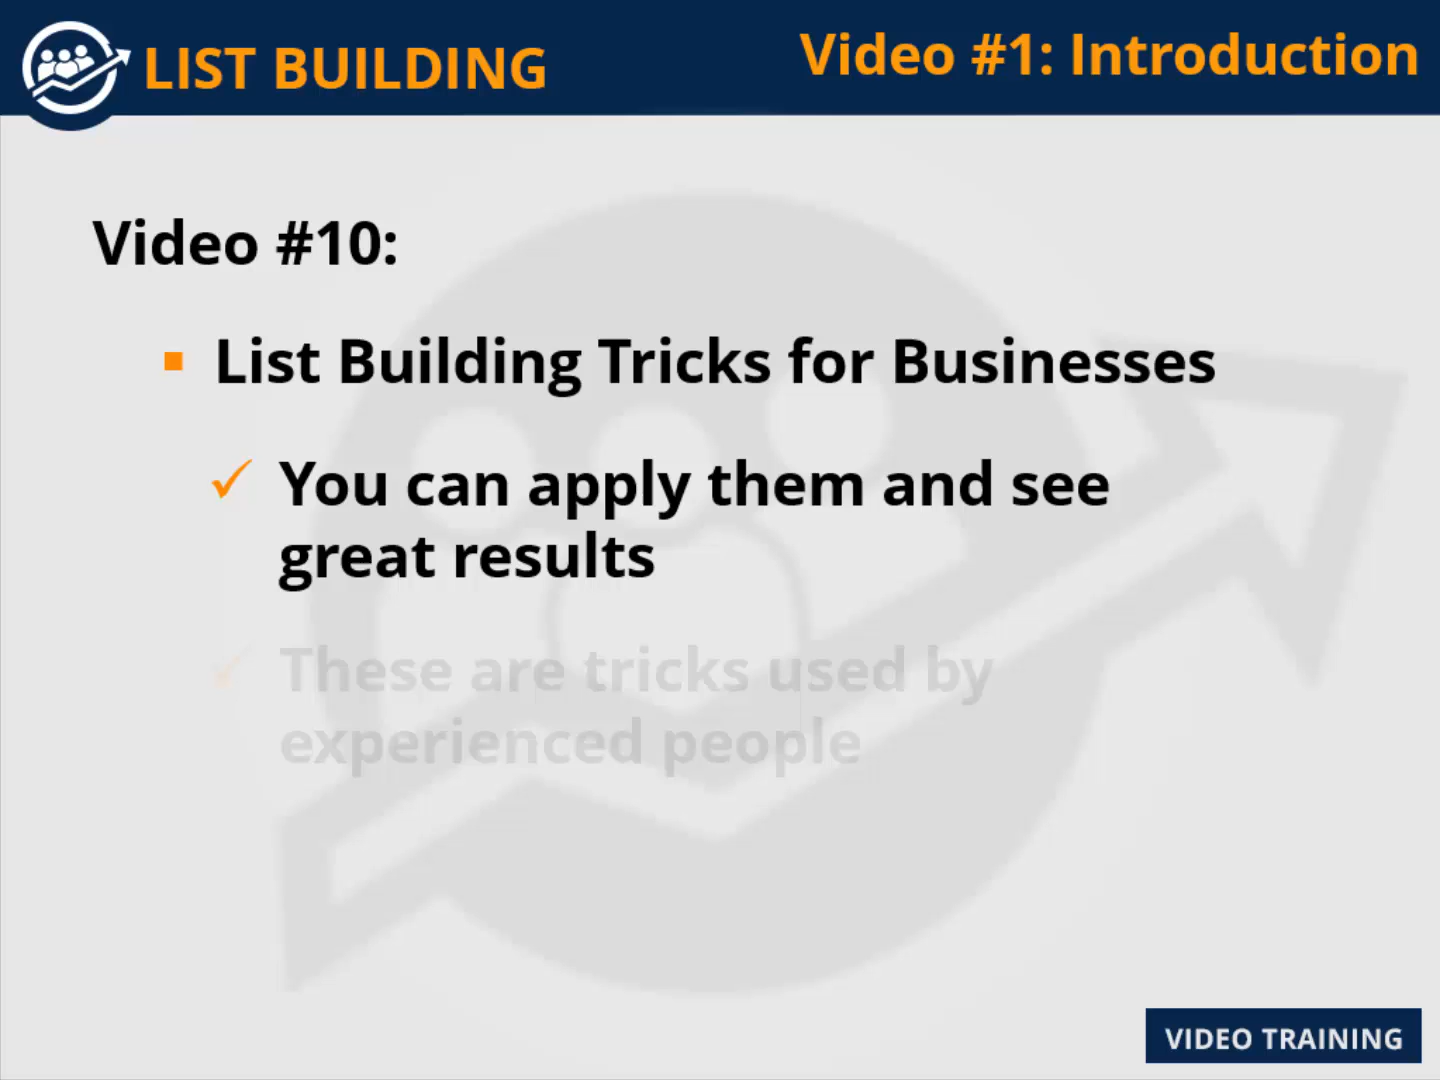 LIST BUILDING
Video #1: Introduction
Video #10:
List Building Tricks for Businesses
You can apply them and see
great results
These are tricks used by
experienced people
VIDEO TRAINING